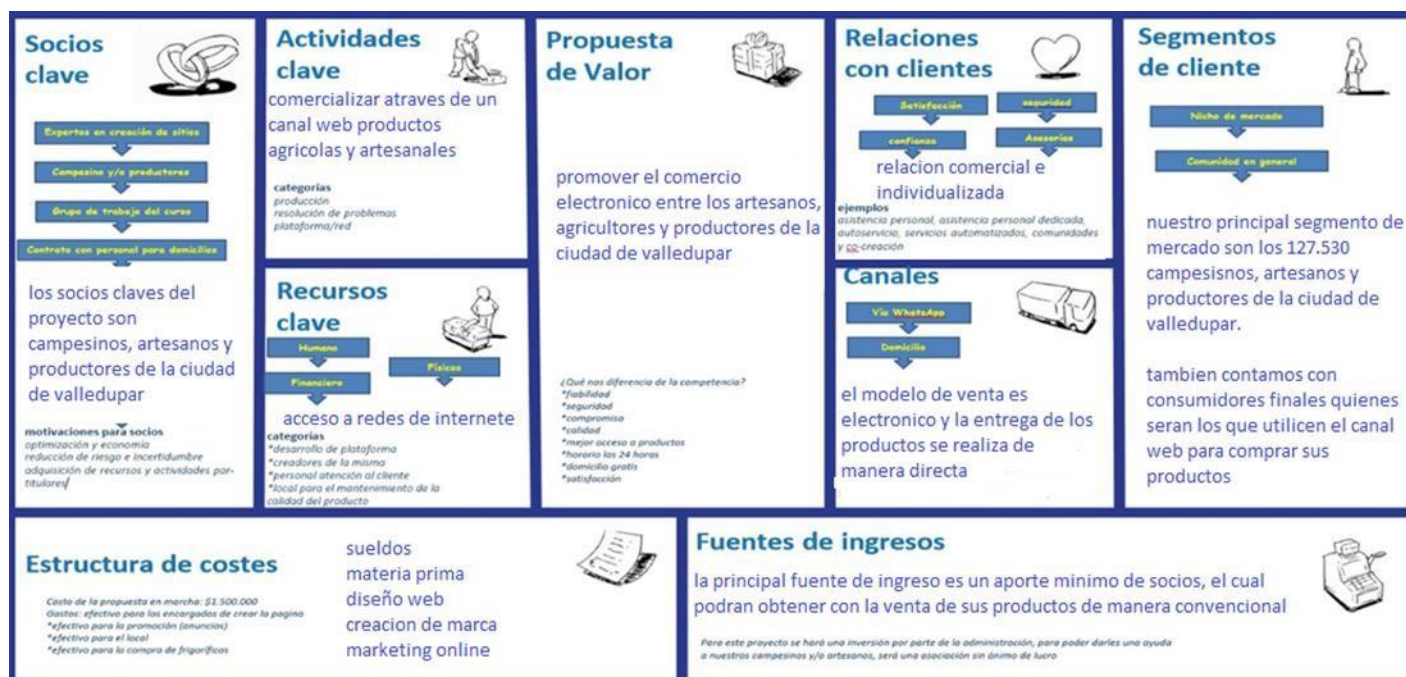 Socios
clave
Expertos en creación de sitios
Campesino y/o productores
Grupo de trabajo del curso
Contrato con personal para domicilios
los socios claves del
proyecto son
campesinos, artesanos y
productores de la ciudad
de valledupar
motivaciones para socios
optimización y economia
reducción de riesgo e incertidumbre
adquisición de recursos y actividades par-
titulares/
Actividades
clave
comercializar atraves de un
canal web productos
agricolas y artesanales
categorias
producción
resolución de problemas
plataforma/red
Recursos
clave
Humano
Físicos
Financiero
acceso a redes de internete
categorias
*desarrollo de plataforma
*creadores de la misma
*personal atención al cliente
*local para el mantenimiento de la
calidad del producto
Propuesta
de Valor
promover el comercio
electronico entre los artesanos,
agricultores y productores de la
ciudad de valledupar
¿Qué nos diferencia de la competencia?
*fiabilidad
*seguridad
*compromiso
*calidad
*mejor acceso a productos
*horario las 24 horas
*domicilio gratis
*satisfacción
Relaciones
con clientes
Satisfacción
seguridad
confianza
Asesorías
relacion comercial e
individualizada
ejemplos
asistencia personal, asistencia personal dedicada,
autoservicio, servicios automatizados, comunidades
y co-creación
Canales
Vía WhatsApp
Domicilio
el modelo de venta es
electronico y la entrega de los
productos se realiza de
manera directa
Segmentos
de cliente
Nicho de mercado
Comunidad en general
nuestro principal segmento de
mercado son los 127.530
campesisnos, artesanos y
productores de la ciudad de
valledupar.
tambien contamos con
consumidores finales quienes
seran los que utilicen el canal
web para comprar sus
productos
Estructura de costes
Costo de la propuesta en marcha: $1.500.000
Gastos: efectivo para los encargados de crear la pagina
*efectivo para la promoción (anuncios)
*efectivo para el local
*efectivo para la compra de frigoríficos
sueldos
materia prima
diseño web
creacion de marca
marketing online
Fuentes de ingresos
la principal fuente de ingreso es un aporte minimo de socios, el cual
podran obtener con la venta de sus productos de manera convencional
Para este proyecto se hará una inversión por parte de la administración, para poder darles una ayuda
a nuestros campesinos y/o artesanos, será una asociación sin ánimo de lucro